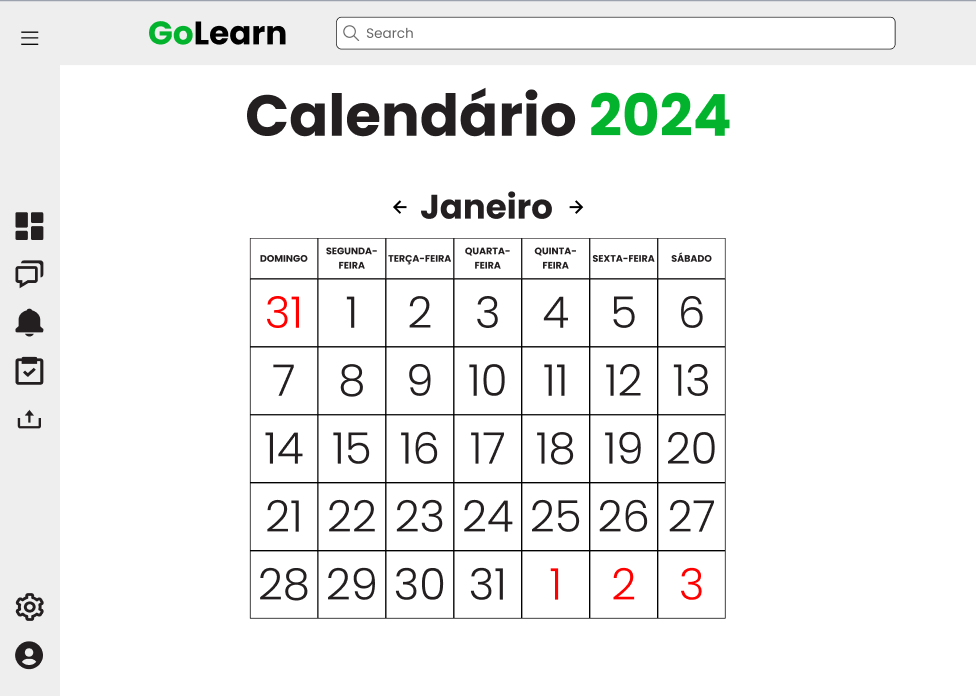 GoLearn
Search
Calendário 2024
← Janeiro →
DOMINGO SEGUNDA-FEIRA TERÇA-FEIRA QUARTA-FEIRA QUINTA-FEIRA SEXTA-FEIRA SÁBADO
31 1 2 3 4 5 6
7 8 9 10 11 12 13
14 15 16 17 18 19 20
21 22 23 24 25 26 27
28 29 30 31 1 2 3